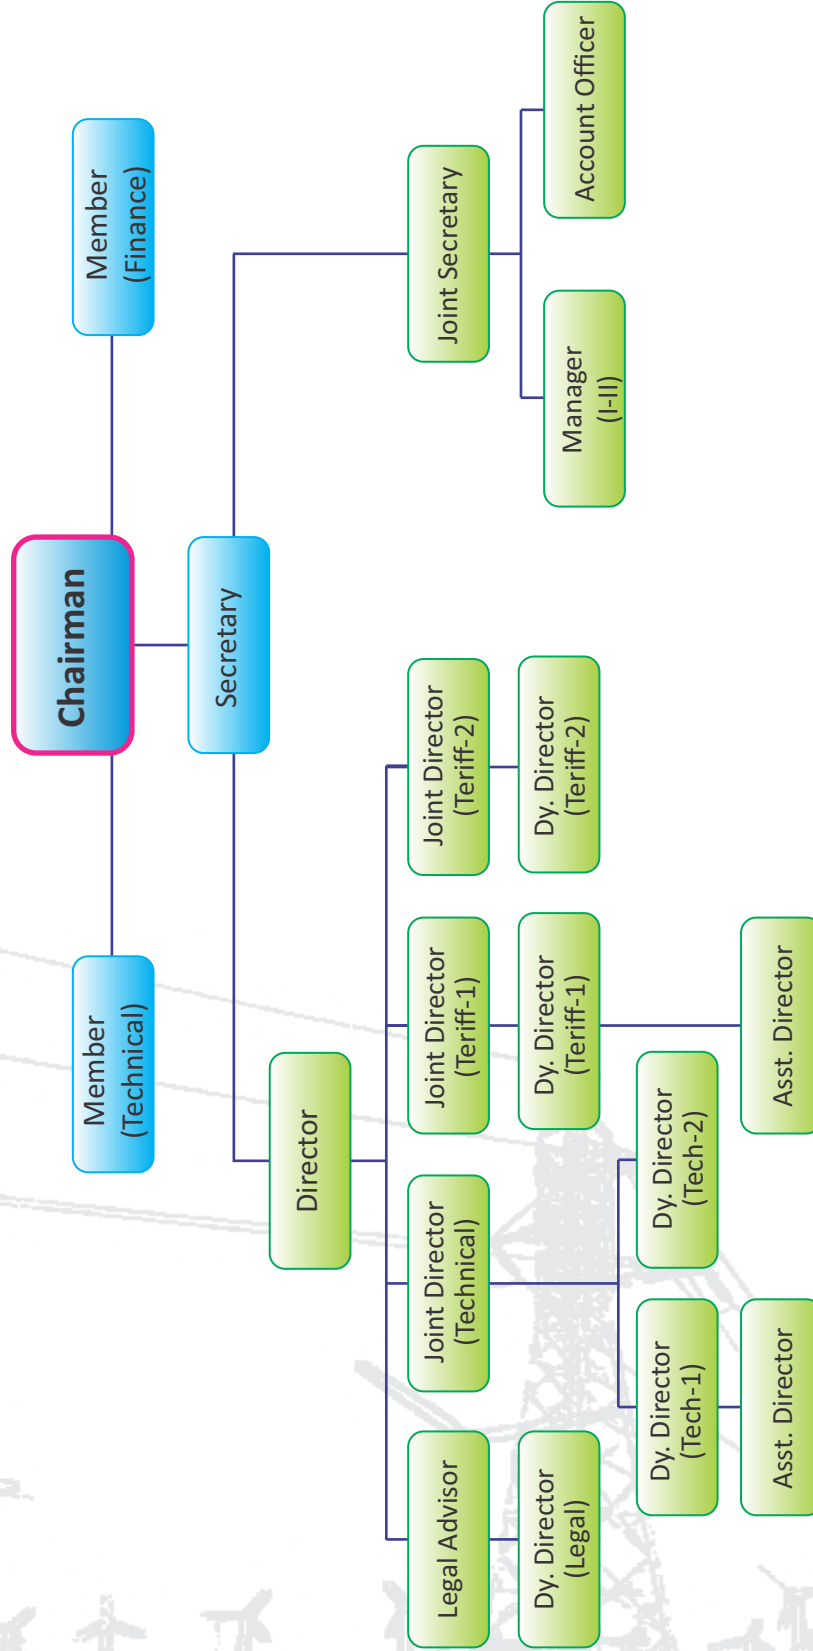 Chairman
Member
(Technical)
Member
(Finance)
Secretary
Director
Legal Advisor
Joint Director
(Technical)
Joint Director
(Teriff-1)
Joint Director
(Teriff-2)
Joint Secretary
Dy. Director
(Legal)
Dy. Director
(Teriff-1)
Dy. Director
(Teriff-2)
Manager
(I-II)
Account Officer
Dy. Director
(Tech-1)
Dy. Director
(Tech-2)
Asst. Director
Asst. Director